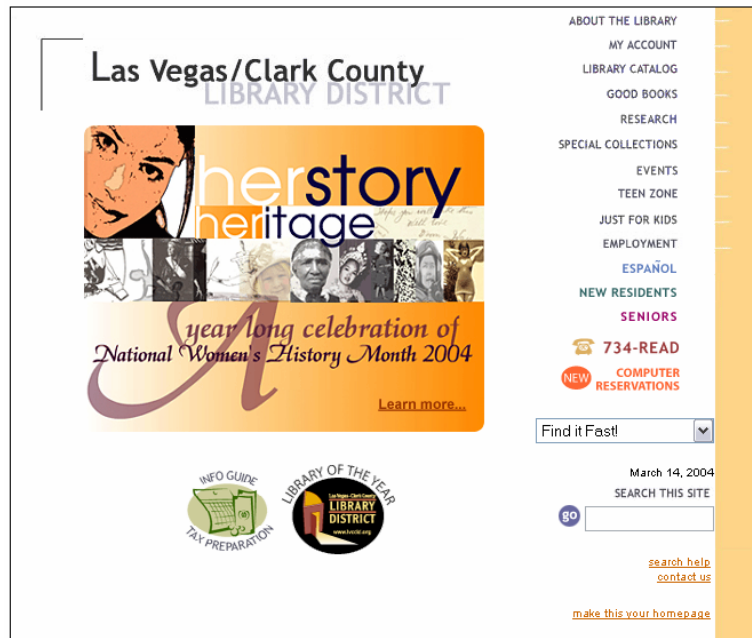 Las Vegas/Clark County
LIBRARY DISTRICT
herstory
heritage
A
year long celebration of
National Women's History Month 2004
Learn more...
INFO GUIDE
TAX PREPARATION
LIBRARY OF THE YEAR
Las Vegas-Clark County
LIBRARY
DISTRICT
www.lvccld.org
ABOUT THE LIBRARY
MY ACCOUNT
LIBRARY CATALOG
GOOD BOOKS
RESEARCH
SPECIAL COLLECTIONS
EVENTS
TEEN ZONE
JUST FOR KIDS
EMPLOYMENT
ESPAÑOL
NEW RESIDENTS
SENIORS
734-READ
NEW COMPUTER
RESERVATIONS
Find it Fast!
March 14, 2004
SEARCH THIS SITE
go
search help
contact us
make this your homepage